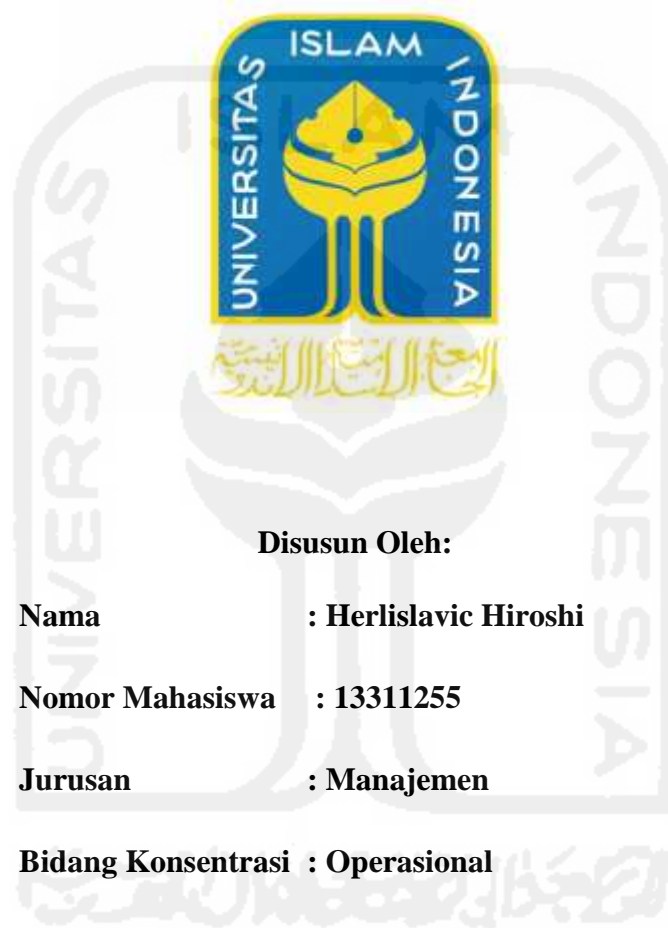 UNIVERSITAS ISLAM INDONESIA
Disusun Oleh:
Nama : Herlislavic Hiroshi
Nomor Mahasiswa : 13311255
Jurusan : Manajemen
Bidang Konsentrasi : Operasional